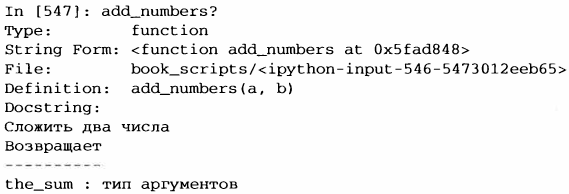 In [547]: add_numbers?
Type: function
String Form: <function add_numbers at 0x5fad848>
File: book_scripts/<ipython-input-546-5473012eeb65>
Definition: add_numbers(a, b)
Docstring:
Сложить два числа
Возвращает
----------
the_sum : тип аргументов